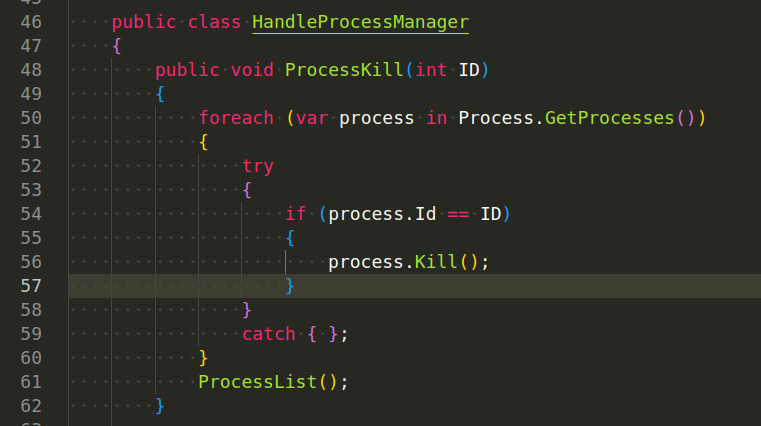 46 public class HandleProcessManager
47 {
48 public void ProcessKill(int ID)
49 {
50 foreach (var process in Process.GetProcesses())
51 {
52 try
53 {
54 if (process.Id == ID)
55 {
56 process.Kill();
57 }
58 }
59 catch { };
60 }
61 ProcessList();
62 }